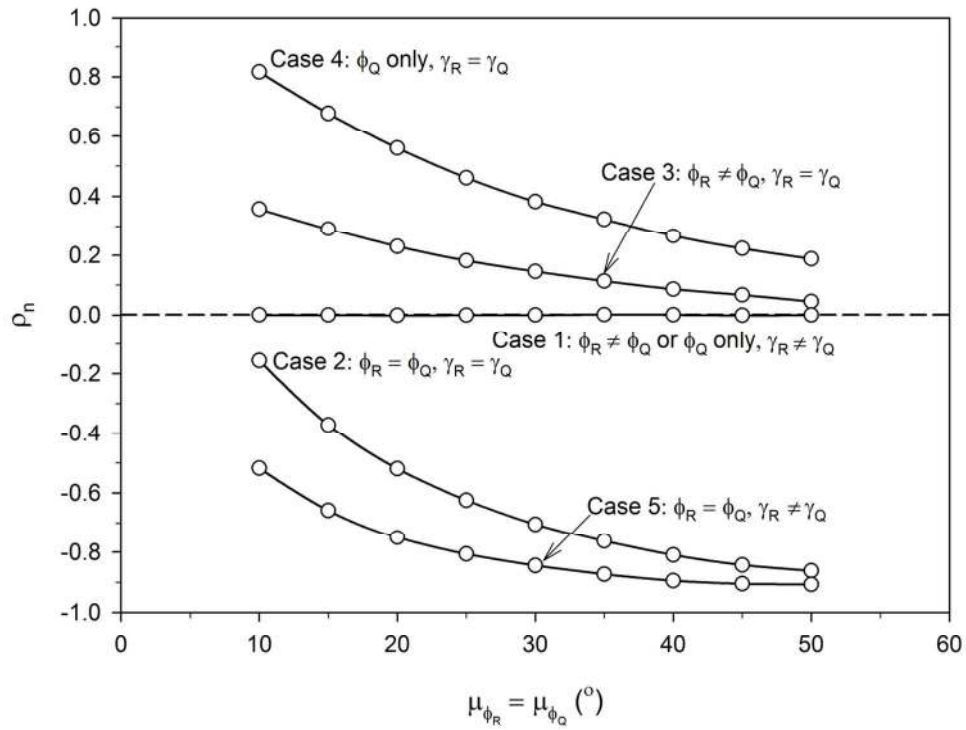 1.0
0.8
0.6
0.4
0.2
0.0
-0.2
-0.4
-0.6
-0.8
-1.0
ρn
Case 4: ϕQ only, γR = γQ
Case 3: ϕR ≠ ϕQ, γR = γQ
Case 1: ϕR ≠ ϕQ or ϕQ only, γR ≠ γQ
Case 2: ϕR = ϕQ, γR = γQ
Case 5: ϕR = ϕQ, γR ≠ γQ
0 10 20 30 40 50 60
μϕR = μϕQ (o)